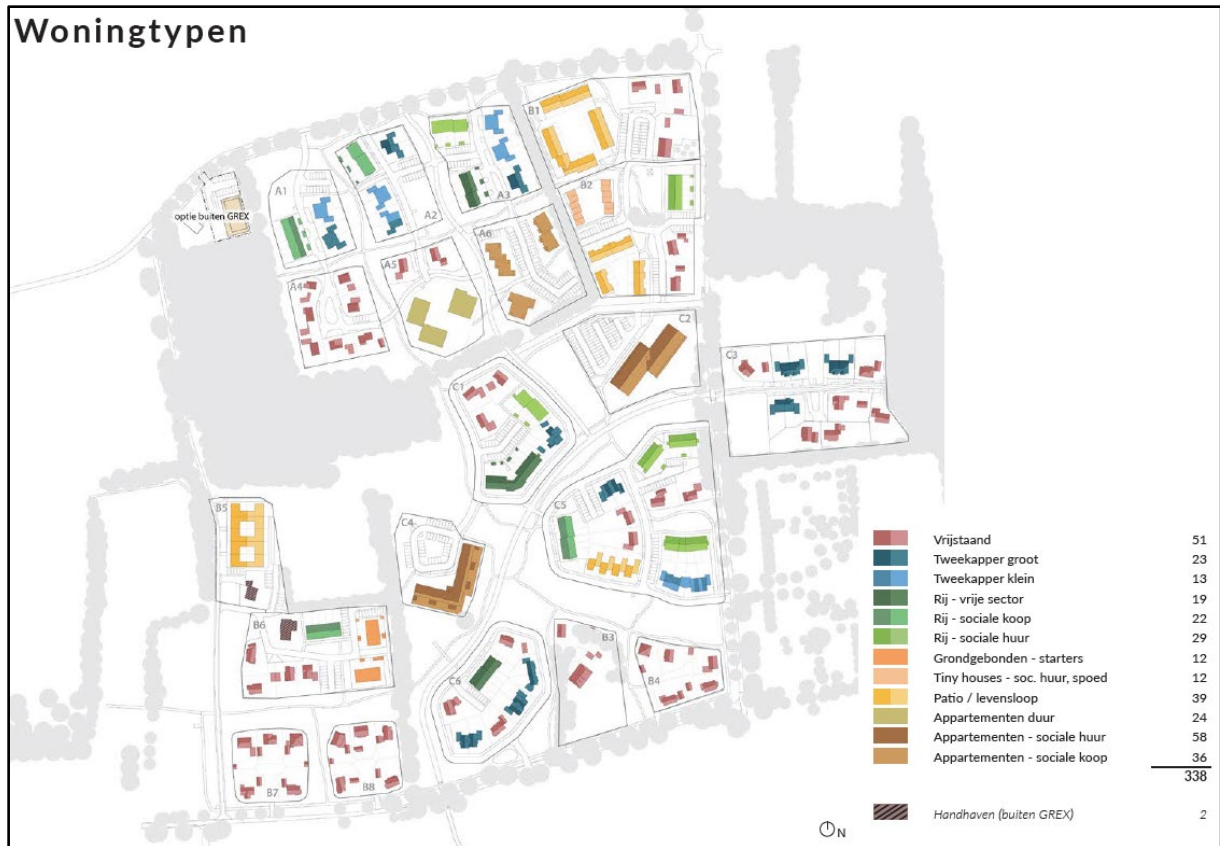 Woningtypen
B1
A1
A2
A3
B2
optie buiten GREX
A6
A5
A4
C2
C3
C1
C5
C4
B5
B6
B3
B4
C6
B7
B8
Vrijstaand 51
Tweekapper groot 23
Tweekapper klein 13
Rij - vrije sector 19
Rij - sociale koop 22
Rij - sociale huur 29
Grondgebonden - starters 12
Tiny houses - soc. huur, spoed 12
Patio / levensloop 39
Appartementen duur 24
Appartementen - sociale huur 58
Appartementen - sociale koop 36
338
Handhaven (buiten GREX) 2
N